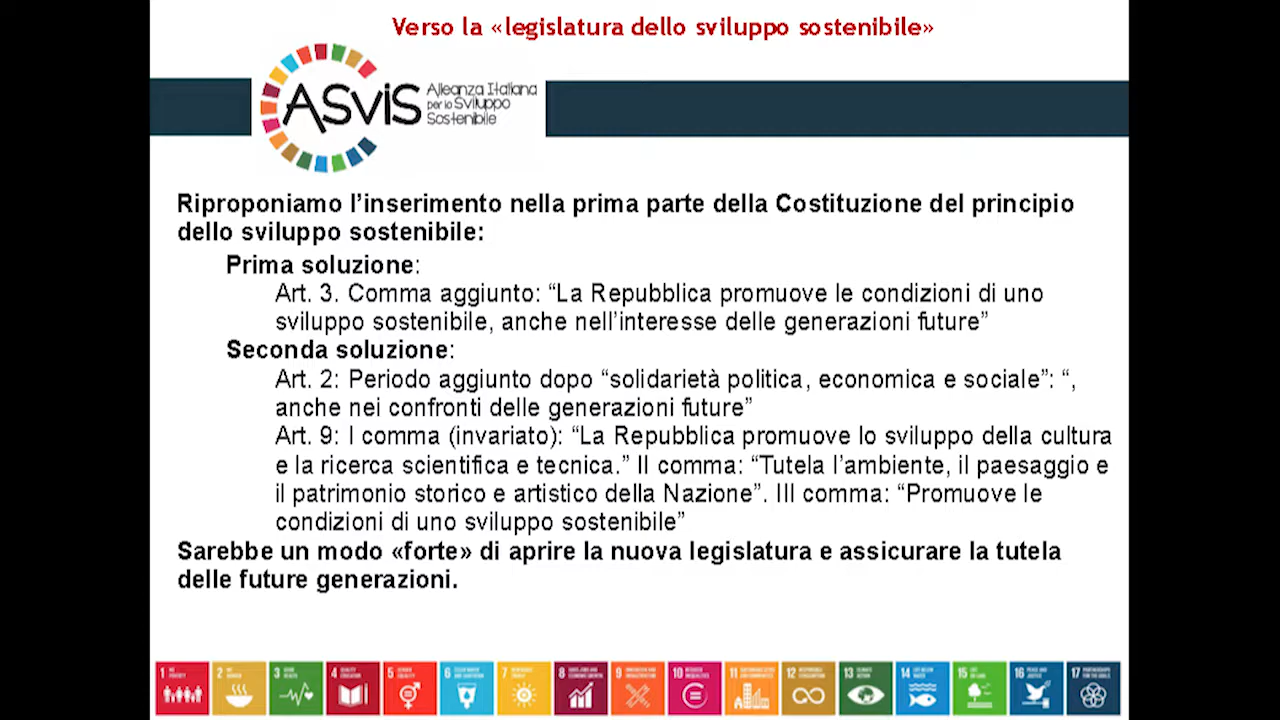 Verso la «legislatura dello sviluppo sostenibile»
ASviS
Alleanza Italiana
per lo Sviluppo
Sostenibile
Riproponiamo l’inserimento nella prima parte della Costituzione del principio
dello sviluppo sostenibile:
Prima soluzione:
Art. 3. Comma aggiunto: “La Repubblica promuove le condizioni di uno
sviluppo sostenibile, anche nell’interesse delle generazioni future”
Seconda soluzione:
Art. 2: Periodo aggiunto dopo “solidarietà politica, economica e sociale”: “,
anche nei confronti delle generazioni future”
Art. 9: I comma (invariato): “La Repubblica promuove lo sviluppo della cultura
e la ricerca scientifica e tecnica.” II comma: “Tutela l’ambiente, il paesaggio e
il patrimonio storico e artistico della Nazione”. III comma: “Promuove le
condizioni di uno sviluppo sostenibile”
Sarebbe un modo «forte» di aprire la nuova legislatura e assicurare la tutela
delle future generazioni.
1 2 3 4 5 6 7 8 9 10 11 12 13 14 15 16 17